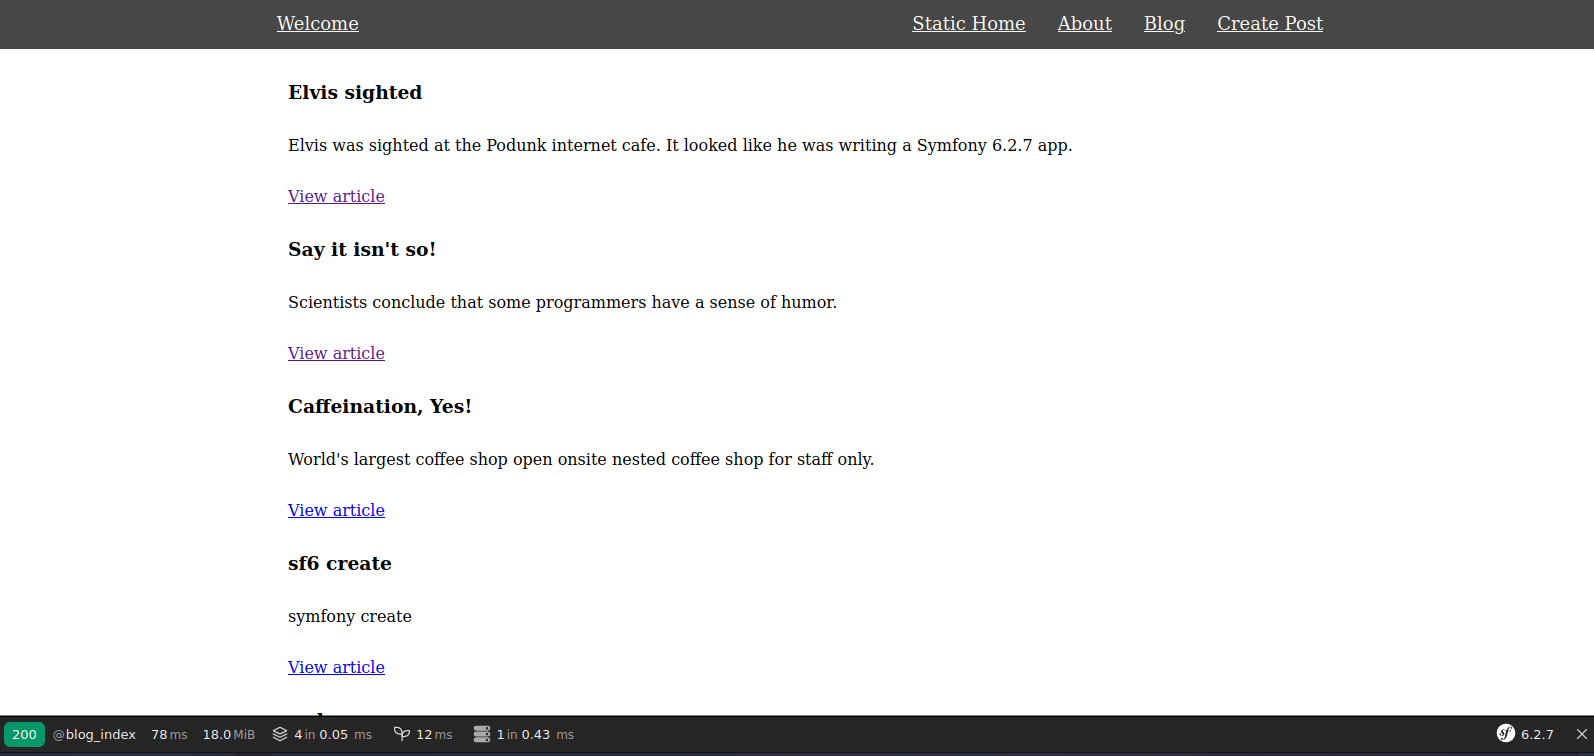 Welcome Static Home About Blog Create Post
Elvis sighted
Elvis was sighted at the Podunk internet cafe. It looked like he was writing a Symfony 6.2.7 app.
View article
Say it isn't so!
Scientists conclude that some programmers have a sense of humor.
View article
Caffeination, Yes!
World's largest coffee shop open onsite nested coffee shop for staff only.
View article
sf6 create
symfony create
View article
200 @blog_index 78 ms 18.0 MiB 4 in 0.05 ms 12 ms 1 in 0.43 ms sf 6.2.7